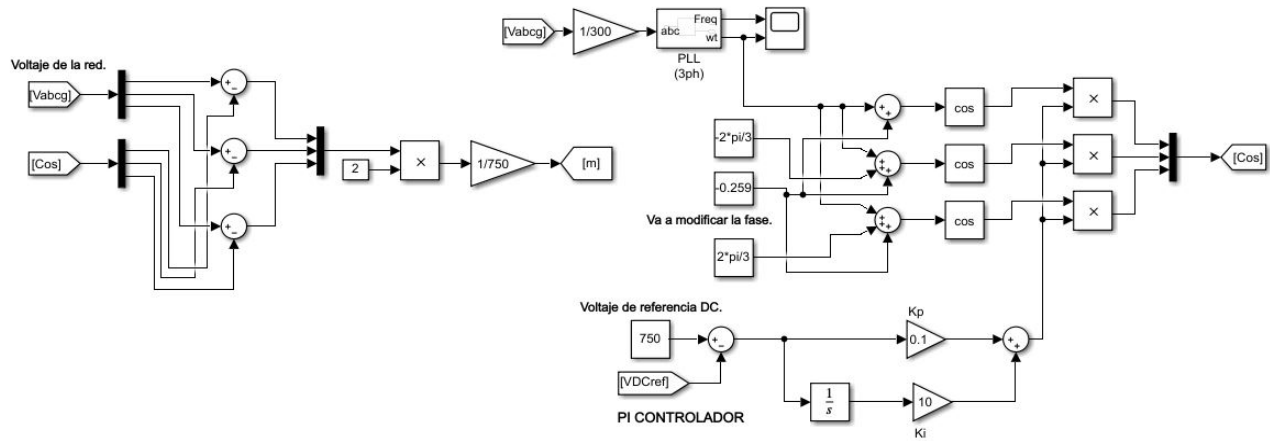 Voltaje de la red.
[Vabcg]
[Cos]
+
−
+
−
+
−
2
×
1/750
[m]
[Vabcg]
1/300
abc
Freq
wt
PLL
(3ph)
-2*pi/3
-0.259
Va a modificar la fase.
2*pi/3
+
+
+
+
+
+
+
+
cos
cos
cos
×
×
×
[Cos]
Voltaje de referencia DC.
750
[VDCref]
+
−
Kp
0.1
1
s
10
Ki
+
+
PI CONTROLADOR